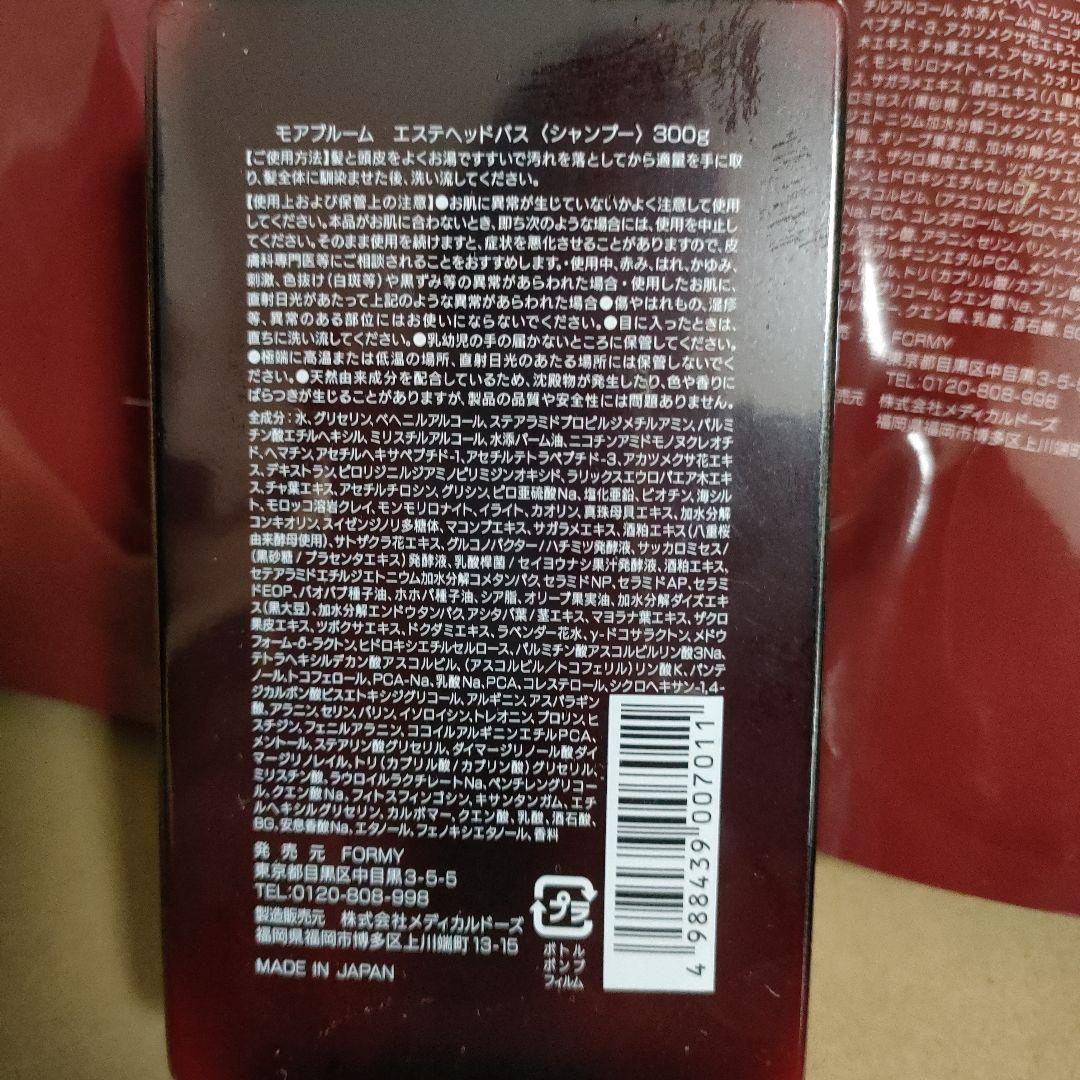 モアブルーム エステヘッドバス〈シャンプー〉300g
【ご使用方法】髪と頭皮をよくお湯ですすいで汚れを落としてから適量を手に取
り、髪全体に馴染ませた後、洗い流してください。
【使用上および保管上の注意】●お肌に異常が生じていないかよく注意して使用
してください。本品がお肌に合わないとき、即ち次のような場合には、使用を中止し
てください。そのまま使用を続けますと、症状を悪化させることがありますので、皮
膚科専門医等にご相談されることをおすすめします。・使用中、赤み、はれ、かゆみ、
刺激、色抜け(白斑等)や黒ずみ等の異常があらわれた場合・使用したお肌に、
直射日光があたって上記のような異常があらわれた場合●傷やはれもの、湿疹
等、異常のある部位にはお使いにならないでください。●目に入ったときは、
直ちに洗い流してください。●乳幼児の手の届かないところに保管してください。
●極端に高温または低温の場所、直射日光のあたる場所には保管しないでく
ださい。●天然由来成分を配合しているため、沈殿物が発生したり、色や香りに
ばらつきが生じることがありますが、製品の品質や安全性には問題ありません。
全成分:水、グリセリン、ベヘニルアルコール、ステアラミドプロピルジメチルアミン、パルミ
チン酸エチルヘキシル、ミリスチルアルコール、水添パーム油、ニコチンアミドモノヌクレオチ
ド、ヘマチン、アセチルヘキサペプチド-1、アセチルテトラペプチド-3、アカツメクサ花エキ
ス、デキストラン、ピロリジニルジアミノピリミジンオキシド、ラリックスエウロパエア木エキ
ス、チャ葉エキス、アセチルチロシン、グリシン、ピロ亜硫酸Na、塩化亜鉛、ビオチン、海シル
ト、モロッコ溶岩クレイ、モンモリロナイト、イライト、カオリン、真珠母貝エキス、加水分解
コンキオリン、スイゼンジノリ多糖体、マコンブエキス、サガラメエキス、酒粕エキス(八重桜
由来酵母使用)、サトザクラ花エキス、グルコノバクター/ハチミツ発酵液、サッカロミセス/
(黒砂糖/プラセンタエキス)発酵液、乳酸桿菌/セイヨウナシ果汁発酵液、酒粕エキス、
セテアラミドエチルジエトニウム加水分解コメタンパク、セラミドNP、セラミドAP、セラミ
ドEOP、バオバブ種子油、ホホバ種子油、シア脂、オリーブ果実油、加水分解ダイズエキ
ス(黒大豆)、加水分解エンドウタンパク、アシタバ葉/茎エキス、マヨラナ葉エキス、ザクロ
果皮エキス、ツボクサエキス、ドクダミエキス、ラベンダー花水、γ-ドコサラクトン、メドウ
フォーム-δ-ラクトン、ヒドロキシエチルセルロース、パルミチン酸アスコルビルリン酸3Na、
テトラヘキシルデカン酸アスコルビル、(アスコルビル/トコフェリル)リン酸K、パンテ
ノール、トコフェロール、PCA-Na、乳酸Na、PCA、コレステロール、シクロヘキサン-1,4-
ジカルボン酸ビスエトキシジグリコール、アルギニン、アスパラギン
酸、アラニン、セリン、バリン、イソロイシン、トレオニン、プロリン、ヒ
スチジン、フェニルアラニン、ココイルアルギニンエチルPCA、
メントール、ステアリン酸グリセリル、ダイマージリノール酸ダイ
マージリノレイル、トリ(カプリル酸/カプリン酸)グリセリル、
ミリスチン酸、ラウロイルラクチレートNa、ペンチレングリコー
ル、クエン酸Na、フィトスフィンゴシン、キサンタンガム、エチ
ルヘキシルグリセリン、カルボマー、クエン酸、乳酸、酒石酸、
BG、安息香酸Na、エタノール、フェノキシエタノール、香料
発売元 FORMY
東京都目黒区中目黒3-5-5
TEL:0120-808-998
製造販売元 株式会社メディカルドーズ
福岡県福岡市博多区上川端町13-15
MADE IN JAPAN
プラ
ボトル
ポンプ
フィルム
4 988439 007011
FORMY
東京都目黒区中目黒3-5-
TEL:0120-808-998
株式会社メディカルドーズ
福岡県福岡市博多区上川端町